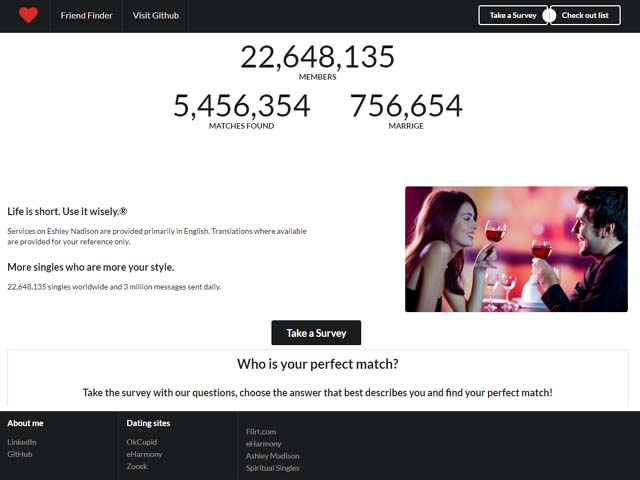 Friend Finder
Visit Github
Take a Survey
Check out list
22,648,135
MEMBERS
5,456,354
MATCHES FOUND
756,654
MARRIGE
Life is short. Use it wisely.®
Services on Eshley Nadison are provided primarily in English. Translations where available
are provided for your reference only.
More singles who are more your style.
22,648,135 singles worldwide and 3 million messages sent daily.
Take a Survey
Who is your perfect match?
Take the survey with our questions, choose the answer that best describes you and find your perfect match!
About me
LinkedIn
GitHub
Dating sites
OkCupid
eHarmony
Zoosk
Flirt.com
eHarmony
Ashley Madison
Spiritual Singles